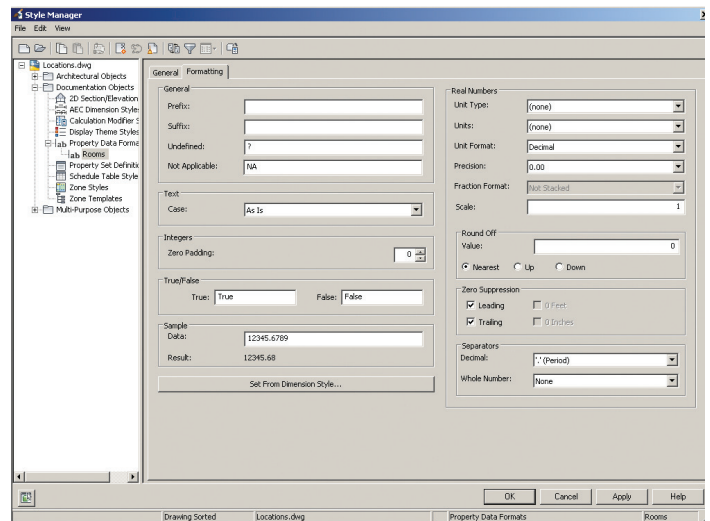 Style Manager
File Edit View
Locations.dwg
Architectural Objects
Documentation Objects
2D Section/Elevation
AEC Dimension Styles
Calculation Modifier S
Display Theme Styles
Property Data Forma
Rooms
Property Set Definitio
Schedule Table Style
Zone Styles
Zone Templates
Multi-Purpose Objects
General Formatting
General
Prefix:
Suffix:
Undefined: ?
Not Applicable: NA
Text
Case: As Is
Integers
Zero Padding: 0
True/False
True: True False: False
Sample
Data: 12345.6789
Result: 12345.68
Set From Dimension Style...
Real Numbers
Unit Type: (none)
Units: (none)
Unit Format: Decimal
Precision: 0.00
Fraction Format: Not Stacked
Scale: 1
Round Off
Value: 0
Nearest Up Down
Zero Suppression
Leading 0 Feet
Trailing 0 Inches
Separators
Decimal: '.' (Period)
Whole Number: None
OK Cancel Apply Help
Drawing Sorted Locations.dwg Property Data Formats Rooms